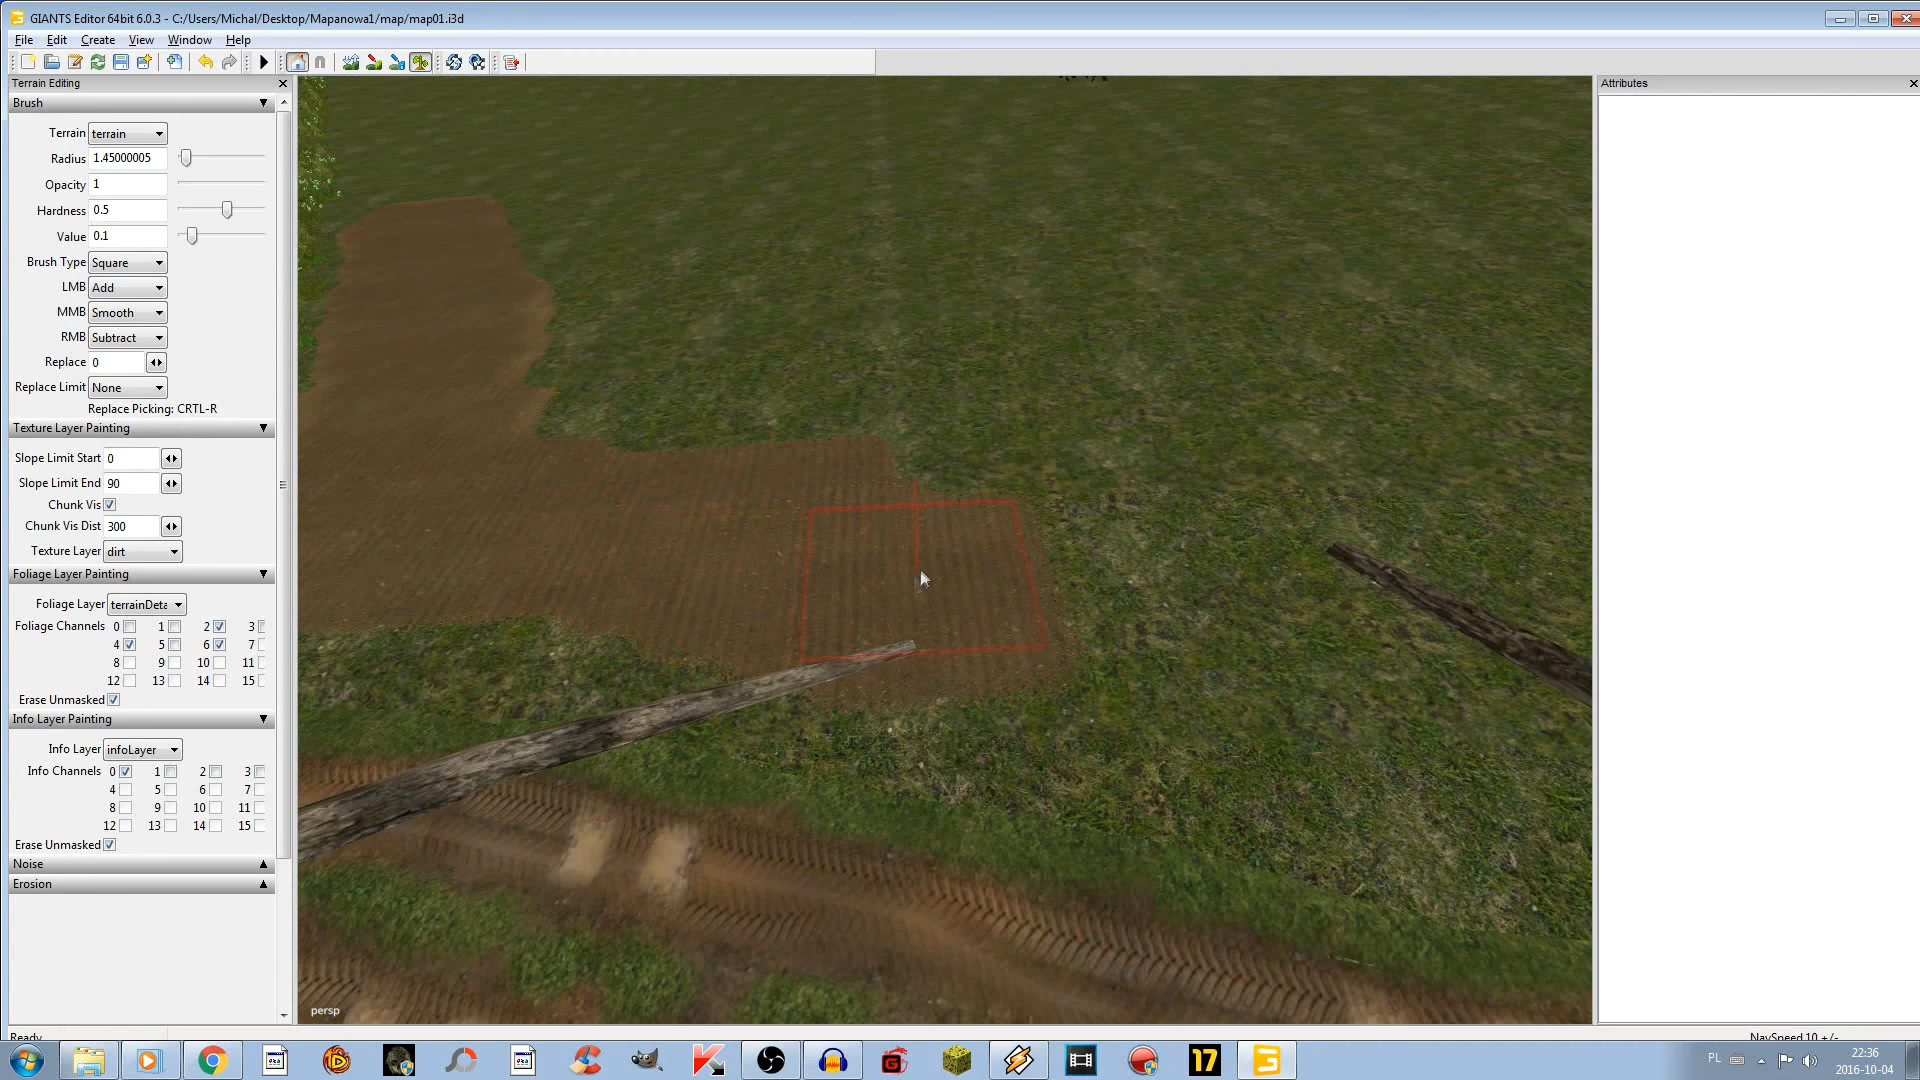 GIANTS Editor 64bit 6.0.3 - C:/Users/Michal/Desktop/Mapanowa1/map/map01.i3d
File Edit Create View Window Help
Terrain Editing
Attributes
Brush
Terrain terrain
Radius 1.45000005
Opacity 1
Hardness 0.5
Value 0.1
Brush Type Square
LMB Add
MMB Smooth
RMB Subtract
Replace 0
Replace Limit None
Replace Picking: CRTL-R
Texture Layer Painting
Slope Limit Start 0
Slope Limit End 90
Chunk Vis
Chunk Vis Dist 300
Texture Layer dirt
Foliage Layer Painting
Foliage Layer terrainDeta
Foliage Channels 0 1 2 3
4 5 6 7
8 9 10 11
12 13 14 15
Erase Unmasked
Info Layer Painting
Info Layer infoLayer
Info Channels 0 1 2 3
4 5 6 7
8 9 10 11
12 13 14 15
Erase Unmasked
Noise
Erosion
persp
Ready
NavSpeed 10 +/-
17
PL
22:36
2016-10-04